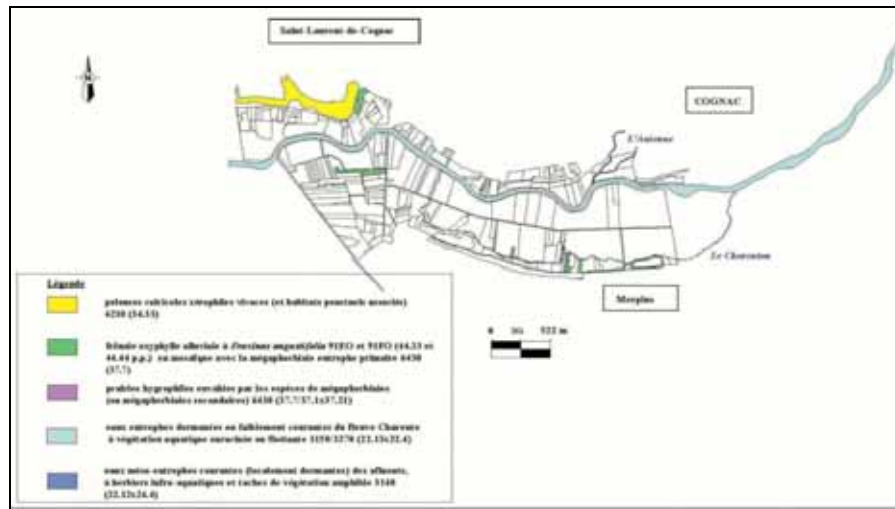 Saint-Laurent-de-Cognac
N
COGNAC
L'Antenne
Le Charenton
Merpins
0 522 m
Légende
pelouses calcicoles xérophiles vivaces (et habitats ponctuels associés)
6210 (34.33)
frênaie oxyphylle alluviale à Fraxinus angustifolia 91EO et 91FO (44.33 et
44.44 p.p.) en mosaïque avec la mégaphorbiaie eutrophe primaire 6430
(37.7)
prairies hygrophiles envahies par les espèces de mégaphorbiaies
(ou mégaphorbiaies secondaires) 6430 (37.7/37.1x37.21)
eaux eutrophes dormantes ou faiblement courantes du fleuve Charente
à végétation aquatique enracinée ou flottante 3150/3270 (22.13x22.4)
eaux méso-eutrophes courantes (localement dormantes) des affluents,
à herbiers infra-aquatiques et taches de végétation amphibie 3140
(22.12x24.4)